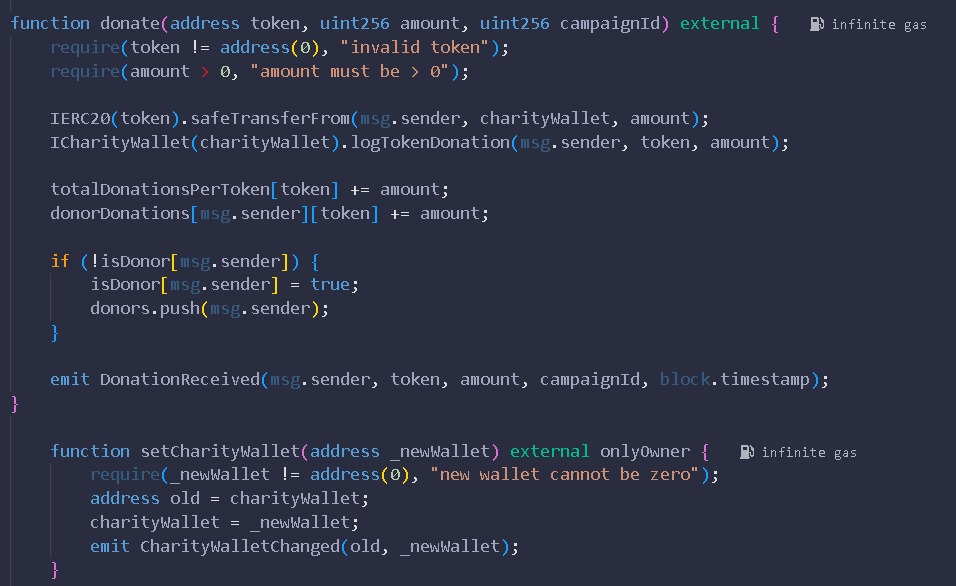 function donate(address token, uint256 amount, uint256 campaignId) external { infinite gas
require(token != address(0), "invalid token");
require(amount > 0, "amount must be > 0");
IERC20(token).safeTransferFrom(msg.sender, charityWallet, amount);
ICharityWallet(charityWallet).logTokenDonation(msg.sender, token, amount);
totalDonationsPerToken[token] += amount;
donorDonations[msg.sender][token] += amount;
if (!isDonor[msg.sender]) {
isDonor[msg.sender] = true;
donors.push(msg.sender);
}
emit DonationReceived(msg.sender, token, amount, campaignId, block.timestamp);
}
function setCharityWallet(address _newWallet) external onlyOwner { infinite gas
require(_newWallet != address(0), "new wallet cannot be zero");
address old = charityWallet;
charityWallet = _newWallet;
emit CharityWalletChanged(old, _newWallet);
}